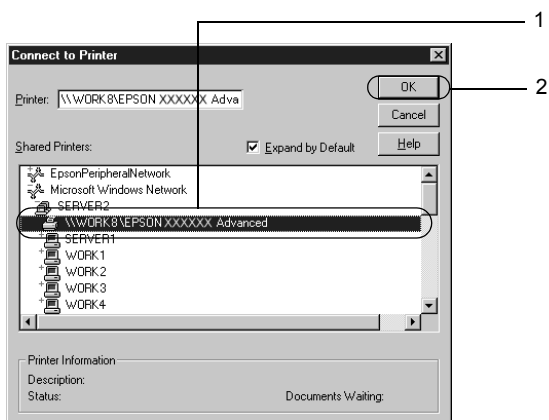 1
Connect to Printer
Printer: \\WORK8\EPSON XXXXXX Adva
OK
2
Cancel
Shared Printers:
Expand by Default
Help
EpsonPeripheralNetwork
Microsoft Windows Network
SERVER2
\\WORK8\EPSON XXXXXX Advanced
SERVER1
WORK1
WORK2
WORK3
WORK4
Printer Information
Description:
Status:
Documents Waiting: